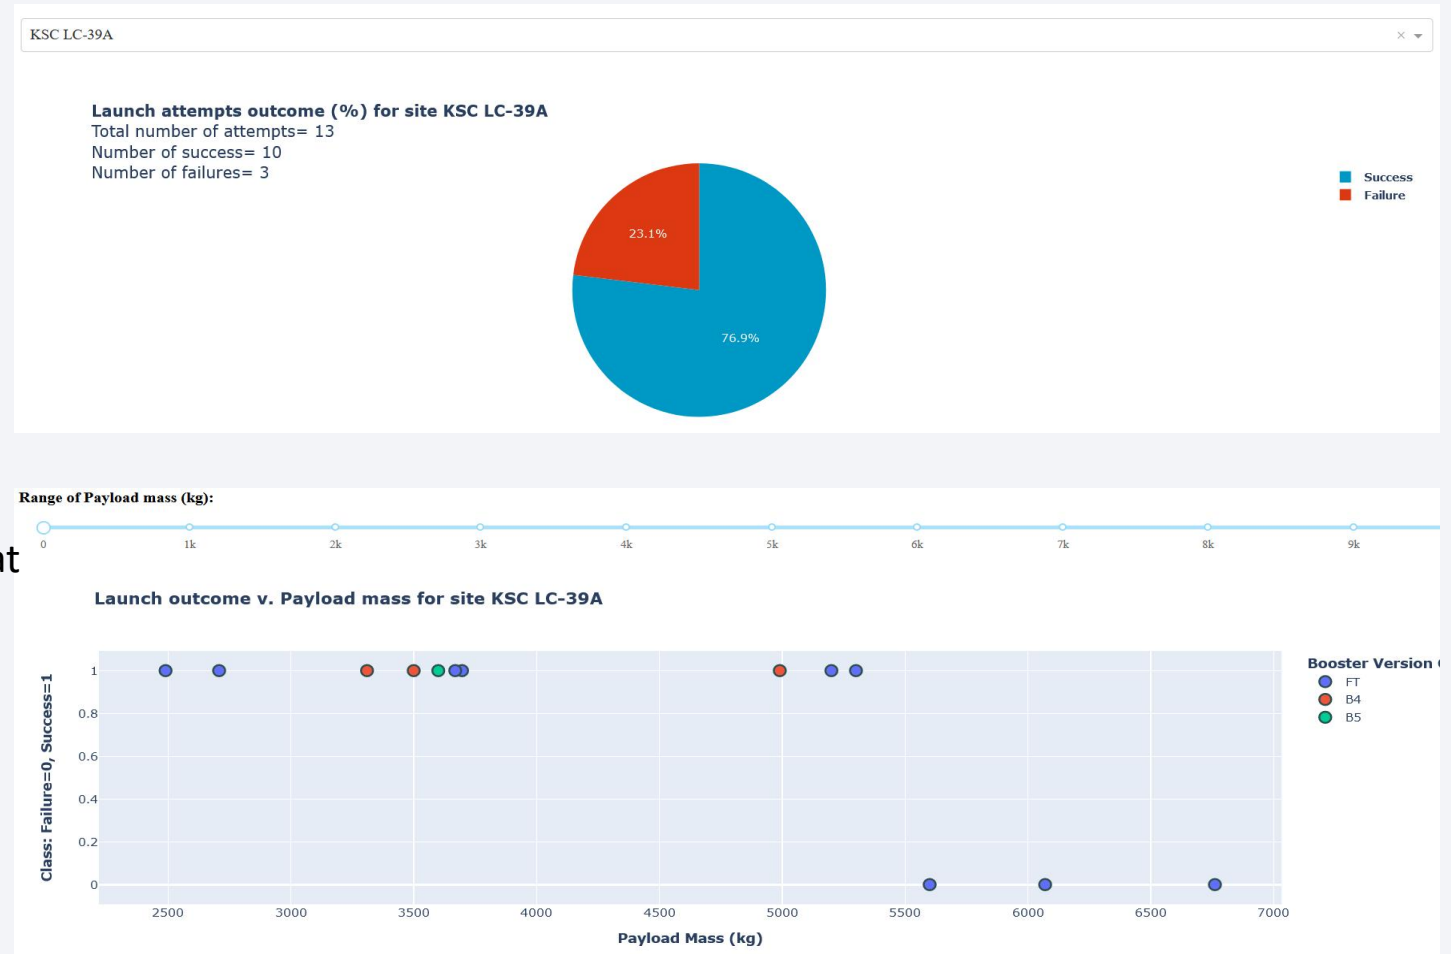 KSC LC-39A
Launch attempts outcome (%) for site KSC LC-39A
Total number of attempts= 13
Number of success= 10
Number of failures= 3
Success
Failure
23.1%
76.9%
Range of Payload mass (kg):
0 1k 2k 3k 4k 5k 6k 7k 8k 9k
at
Launch outcome v. Payload mass for site KSC LC-39A
Booster Version
FT
B4
B5
Class: Failure=0, Success=1
1
0.8
0.6
0.4
0.2
0
2500 3000 3500 4000 4500 5000 5500 6000 6500 7000
Payload Mass (kg)